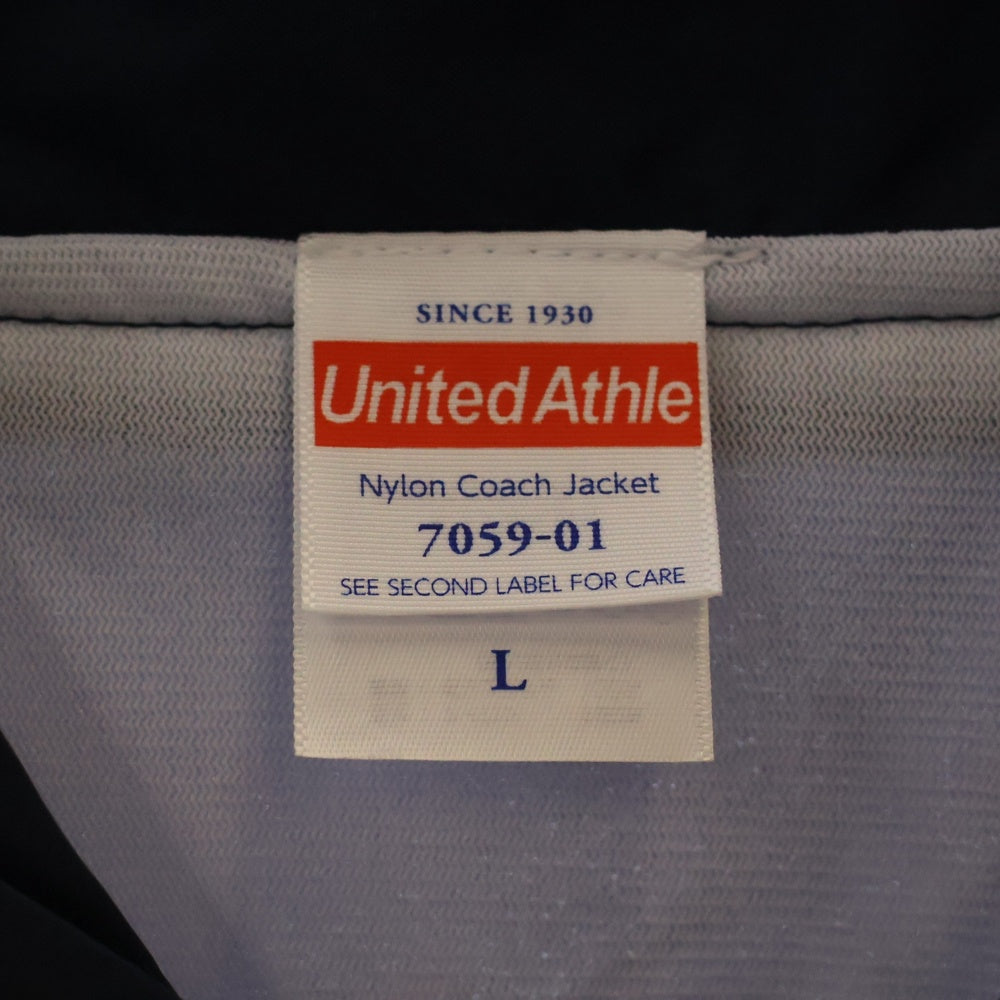 SINCE 1930
United Athle
Nylon Coach Jacket
7059-01
SEE SECOND LABEL FOR CARE
L